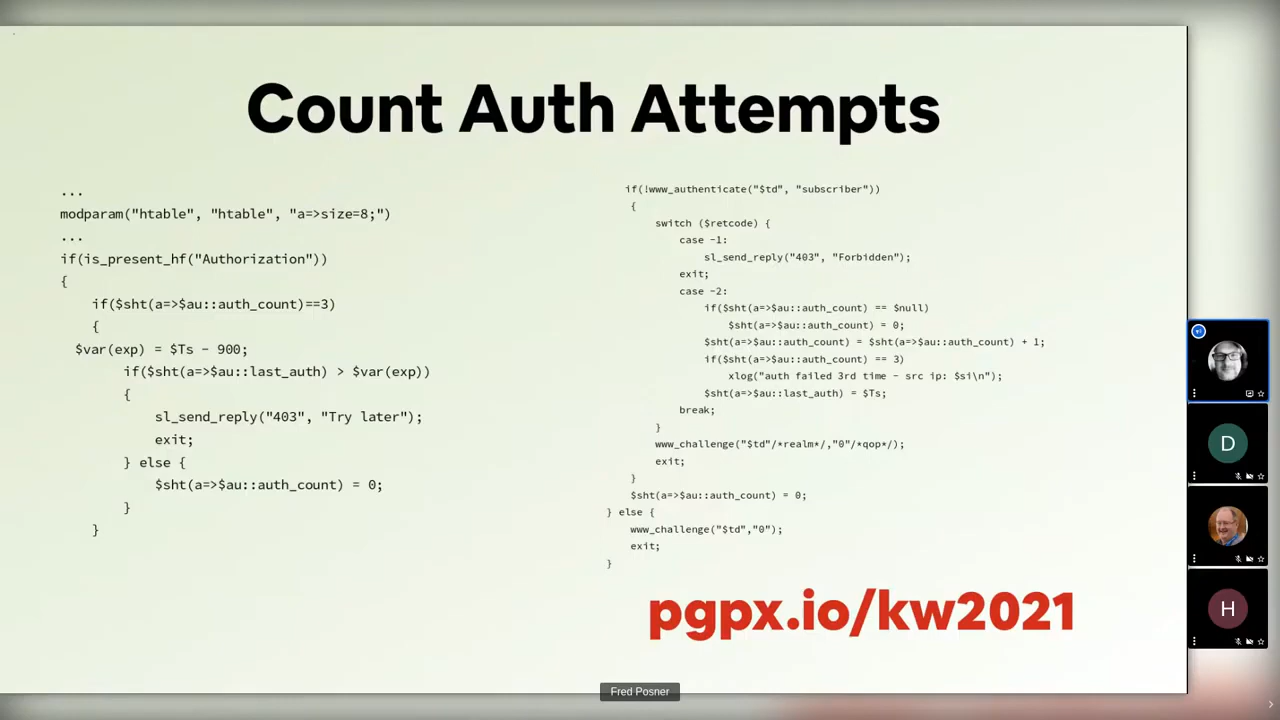 Count Auth Attempts
...
modparam("htable", "htable", "a=>size=8;")
...
if(is_present_hf("Authorization"))
{
if($sht(a=>$au::auth_count)==3)
{
$var(exp) = $Ts - 900;
if($sht(a=>$au::last_auth) > $var(exp))
{
sl_send_reply("403", "Try later");
exit;
} else {
$sht(a=>$au::auth_count) = 0;
}
}
if(!www_authenticate("$td", "subscriber"))
{
switch ($retcode) {
case -1:
sl_send_reply("403", "Forbidden");
exit;
case -2:
if($sht(a=>$au::auth_count) == $null)
$sht(a=>$au::auth_count) = 0;
$sht(a=>$au::auth_count) = $sht(a=>$au::auth_count) + 1;
if($sht(a=>$au::auth_count) == 3)
xlog("auth failed 3rd time - src ip: $si\n");
$sht(a=>$au::last_auth) = $Ts;
break;
}
www_challenge("$td"/*realm*/,"0"/*qop*/);
exit;
}
$sht(a=>$au::auth_count) = 0;
} else {
www_challenge("$td","0");
exit;
}
pgpx.io/kw2021
D
H
Fred Posner